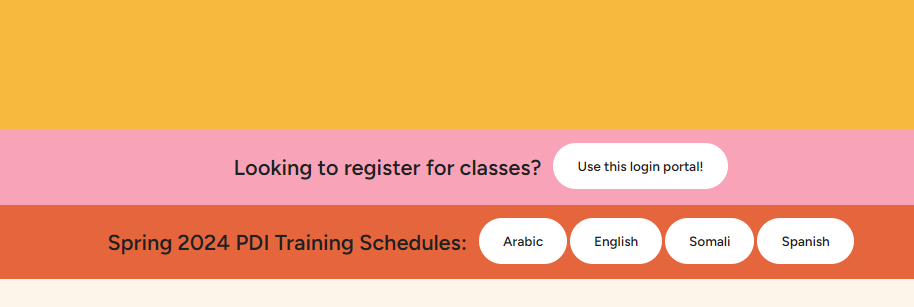 Looking to register for classes? Use this login portal!
Spring 2024 PDI Training Schedules: Arabic English Somali Spanish